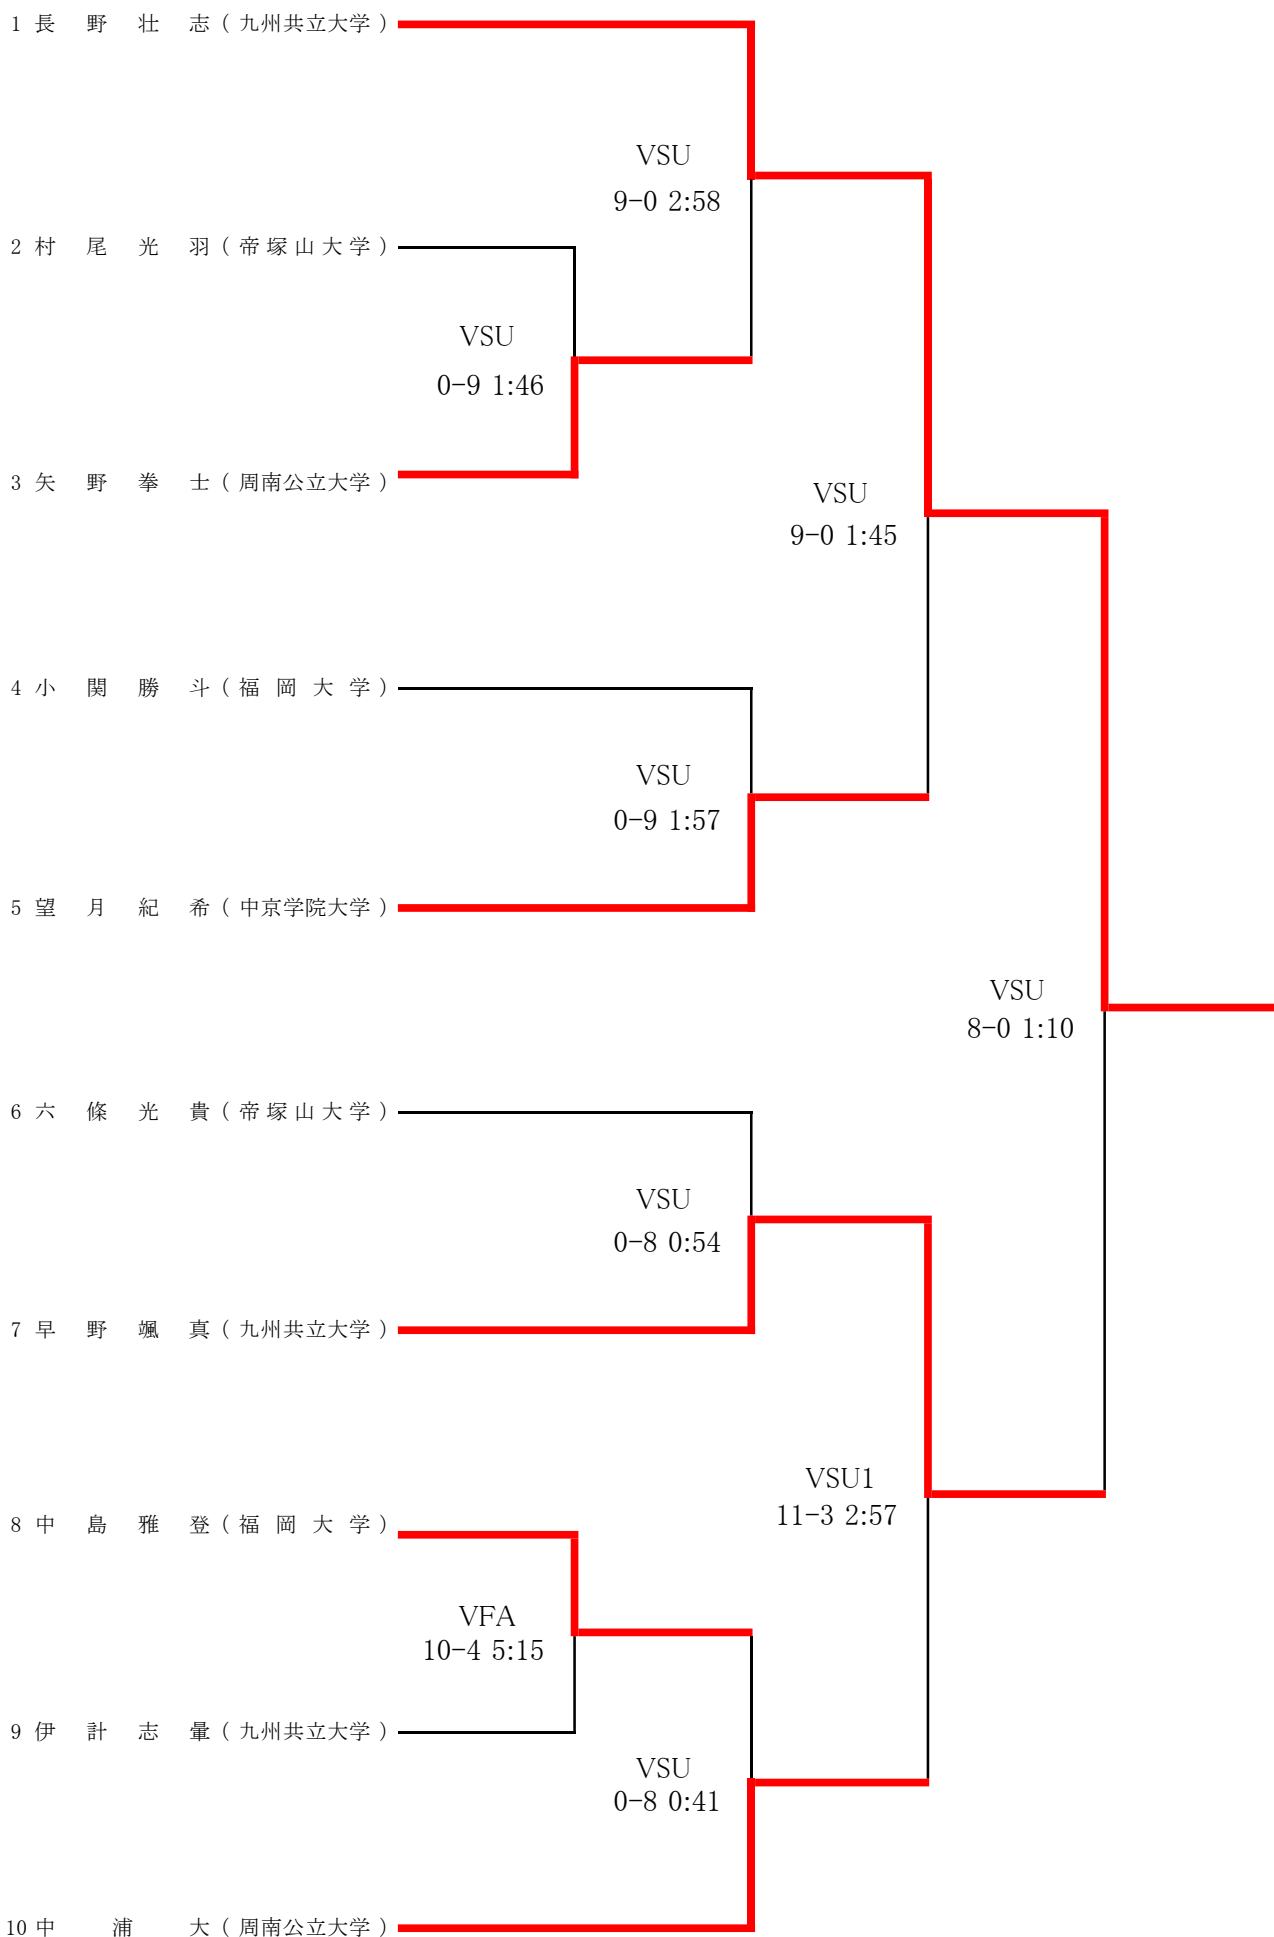 1 長野壮志（九州共立大学）
VSU
9-0 2:58
2 村尾光羽（帝塚山大学）
VSU
0-9 1:46
3 矢野拳士（周南公立大学）
VSU
9-0 1:45
4 小関勝斗（福岡大学）
VSU
0-9 1:57
5 望月紀希（中京学院大学）
VSU
8-0 1:10
6 六條光貴（帝塚山大学）
VSU
0-8 0:54
7 早野颯真（九州共立大学）
VSU1
11-3 2:57
8 中島雅登（福岡大学）
VFA
10-4 5:15
9 伊計志暈（九州共立大学）
VSU
0-8 0:41
10 中浦大（周南公立大学）